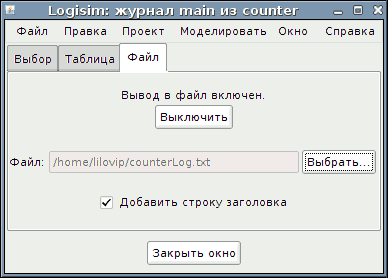 Logisim: журнал main из counter
Файл Правка Проект Моделировать Окно Справка
Выбор Таблица Файл
Вывод в файл включен.
Выключить
Файл: /home/lilovip/counterLog.txt Выбрать...
Добавить строку заголовка
Закрыть окно